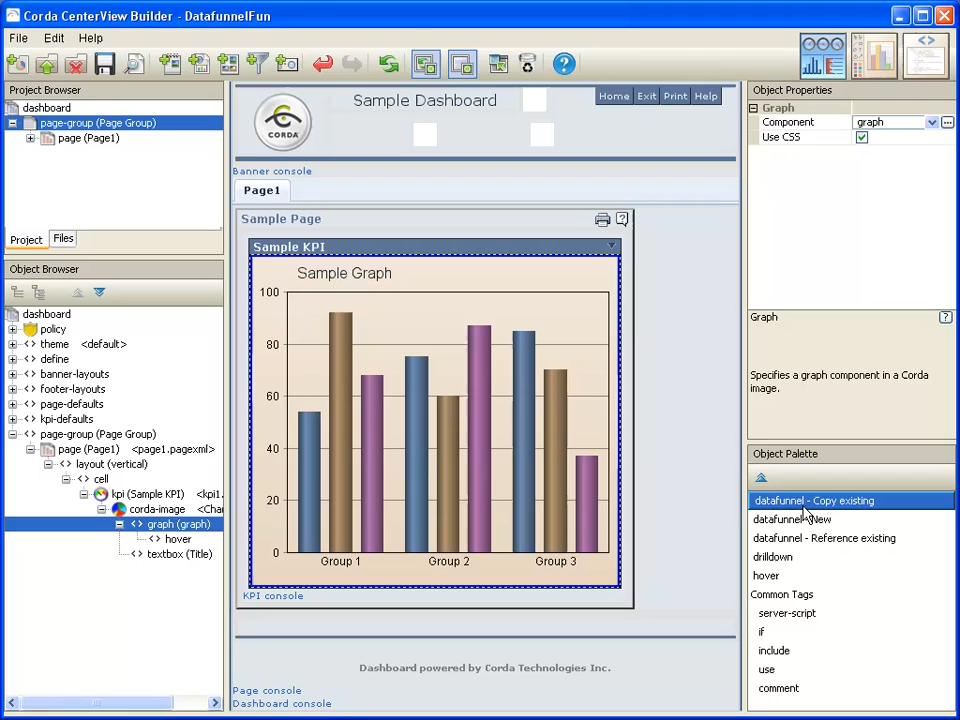 Corda CenterView Builder - DatafunnelFun
File Edit Help
Project Browser
dashboard
page-group (Page Group)
page (Page1)
Project Files
Object Browser
dashboard
policy
theme <default>
define
banner-layouts
footer-layouts
page-defaults
kpi-defaults
page-group (Page Group)
page (Page1) <page1.pagexml>
layout (vertical)
cell
kpi (Sample KPI) <kpi1.
corda-image <Char
graph (graph)
hover
textbox (Title)
CORDA
Sample Dashboard
Home Exit Print Help
Banner console
Page1
Sample Page
Sample KPI
Sample Graph
100
80
60
40
20
0
Group 1 Group 2 Group 3
KPI console
Dashboard powered by Corda Technologies Inc.
Page console
Dashboard console
Object Properties
Graph
Component graph
Use CSS
Graph
Specifies a graph component in a Corda
image.
Object Palette
datafunnel - Copy existing
datafunnel - New
datafunnel - Reference existing
drilldown
hover
Common Tags
server-script
if
include
use
comment